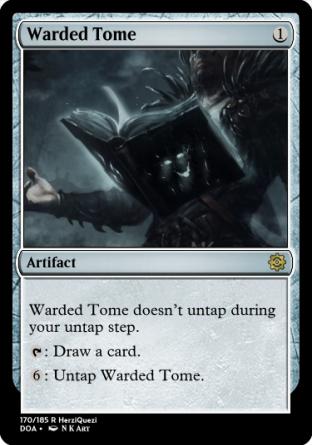 Warded Tome 1
Artifact
Warded Tome doesn't untap during
your untap step.
: Draw a card.
6 : Untap Warded Tome.
170/185 R HerziQuezi
DOA • N K Art